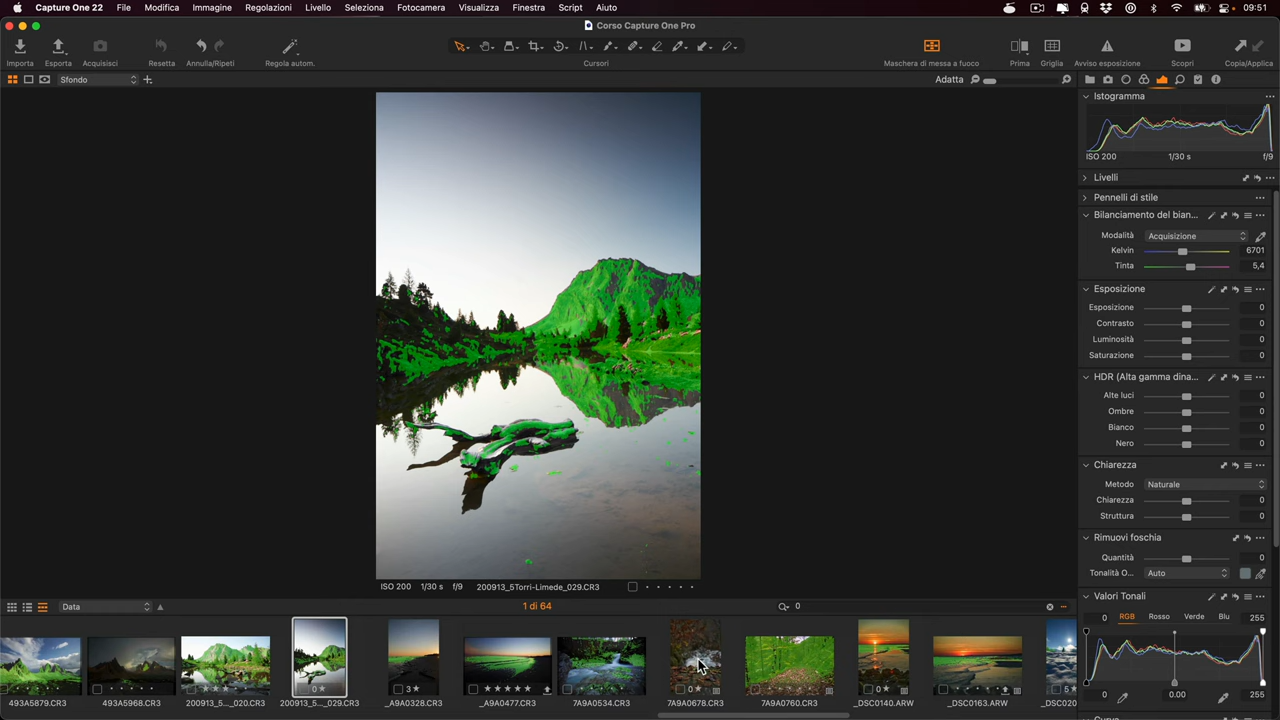 Capture One 22 File Modifica Immagine Regolazioni Livello Seleziona Fotocamera Visualizza Finestra Script Aiuto 09:51
Corso Capture One Pro
Importa Esporta Acquisisci Resetta Annulla/Ripeti Regola autom. Cursori Maschera di messa a fuoco Prima Griglia Avviso esposizione Scopri Copia/Applica
Sfondo Adatta
Istogramma
ISO 200 1/30 s f/9
Livelli
Pennelli di stile
Bilanciamento del bian...
Modalità Acquisizione
Kelvin 6701
Tinta 5,4
Esposizione
Esposizione 0
Contrasto 0
Luminosità 0
Saturazione 0
HDR (Alta gamma dina...
Alte luci 0
Ombre 0
Bianco 0
Nero 0
Chiarezza
Metodo Naturale
Chiarezza 0
Struttura 0
Rimuovi foschia
Quantità 0
Tonalità O... Auto
Valori Tonali
0 RGB Rosso Verde Blu 255
0 0.00 255
ISO 200 1/30 s f/9 200913_5Torri-Limede_029.CR3
Data 1 di 64 0
0★ 3★ 0★ 0★
493A5879.CR3 493A5968.CR3 200913_5T..._020.CR3 200913_5T..._029.CR3 _A9A0328.CR3 _A9A0477.CR3 7A9A0534.CR3 7A9A0678.CR3 7A9A0760.CR3 _DSC0140.ARW _DSC0163.ARW